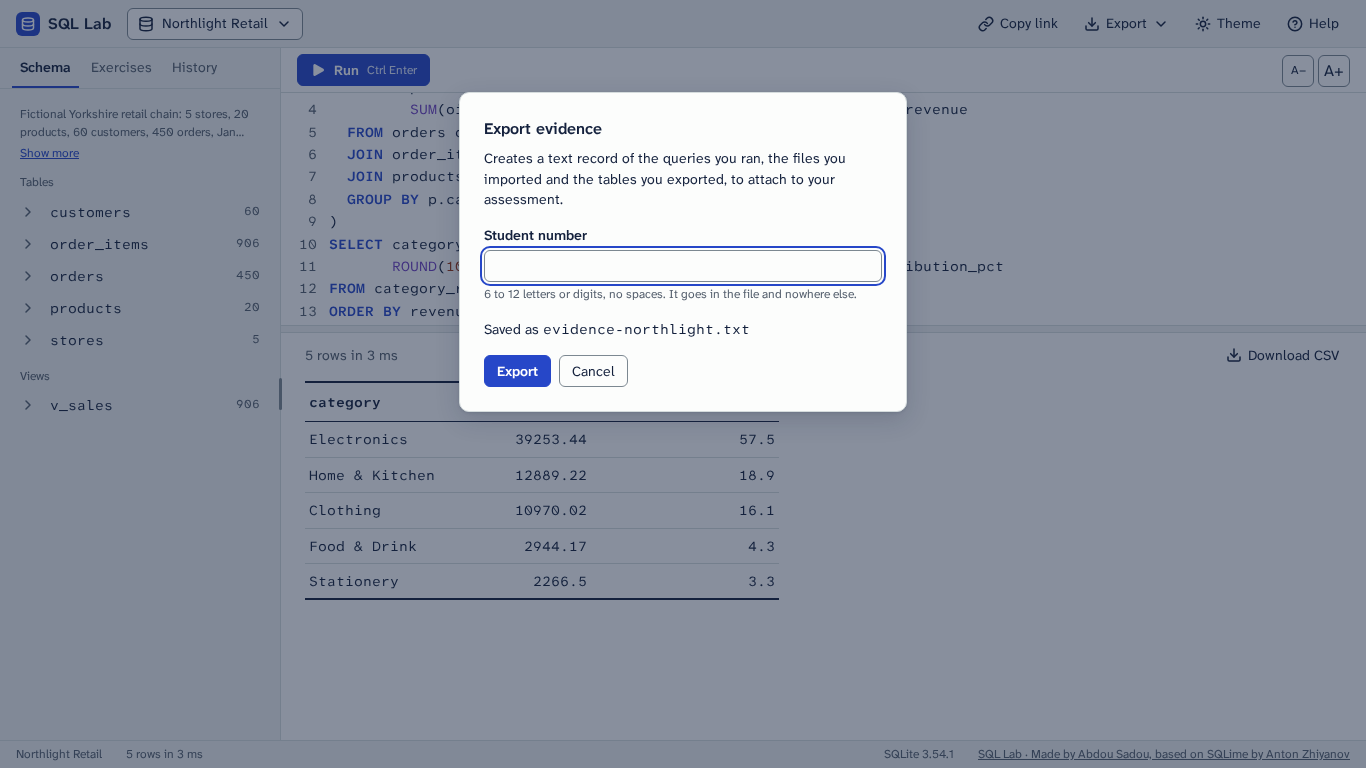 SQL Lab
Northlight Retail
Copy link
Export
Theme
Help
Schema
Exercises
History
Run Ctrl Enter
A−
A+
Fictional Yorkshire retail chain: 5 stores, 20
products, 60 customers, 450 orders, Jan…
Show more
Tables
customers 60
order_items 906
orders 450
products 20
stores 5
Views
v_sales 906
4 SUM(
revenue
5 FROM orders
6 JOIN
7 JOIN products
8 GROUP BY
9 )
10 SELECT category
11 ROUND(
12 FROM
13 ORDER BY
Export evidence
Creates a text record of the queries you ran, the files you
imported and the tables you exported, to attach to your
assessment.
Student number
6 to 12 letters or digits, no spaces. It goes in the file and nowhere else.
Saved as evidence-northlight.txt
Export
Cancel
5 rows in 3 ms
Download CSV
category
Electronics 39253.44 57.5
Home & Kitchen 12889.22 18.9
Clothing 10970.02 16.1
Food & Drink 2944.17 4.3
Stationery 2266.5 3.3
Northlight Retail
5 rows in 3 ms
SQLite 3.54.1
SQL Lab · Made by Abdou Sadou, based on SQLime by Anton Zhiyanov